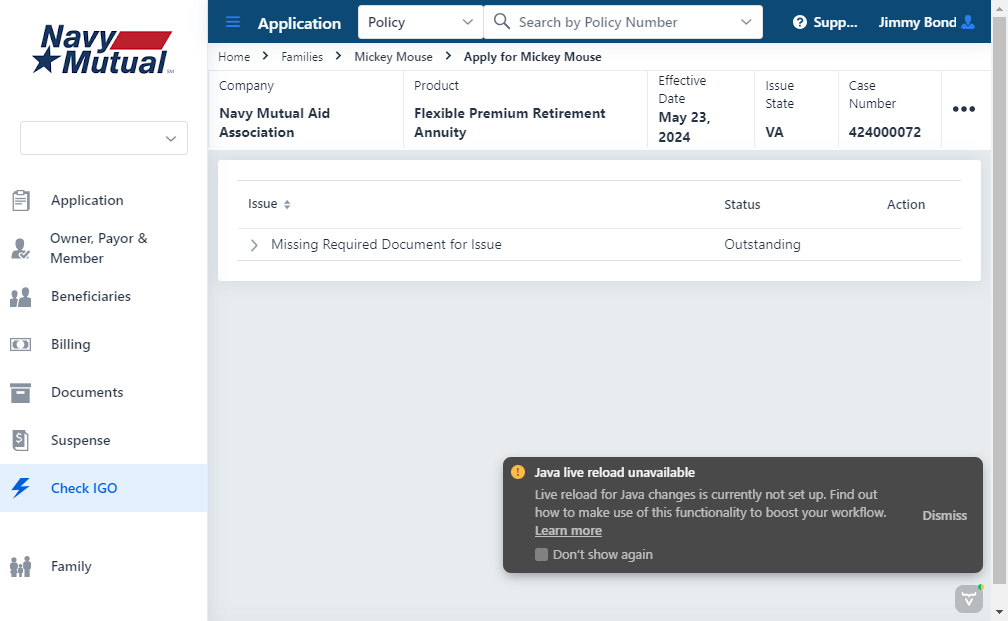 Navy
Mutual
Application
Policy
Search by Policy Number
Supp...
Jimmy Bond
Home
Families
Mickey Mouse
Apply for Mickey Mouse
Company
Navy Mutual Aid
Association
Product
Flexible Premium Retirement
Annuity
Effective
Date
May 23,
2024
Issue
State
VA
Case
Number
424000072
Application
Owner, Payor &
Member
Beneficiaries
Billing
Documents
Suspense
Check IGO
Family
Issue
Status
Action
Missing Required Document for Issue
Outstanding
Java live reload unavailable
Live reload for Java changes is currently not set up. Find out
how to make use of this functionality to boost your workflow.
Learn more
Don't show again
Dismiss